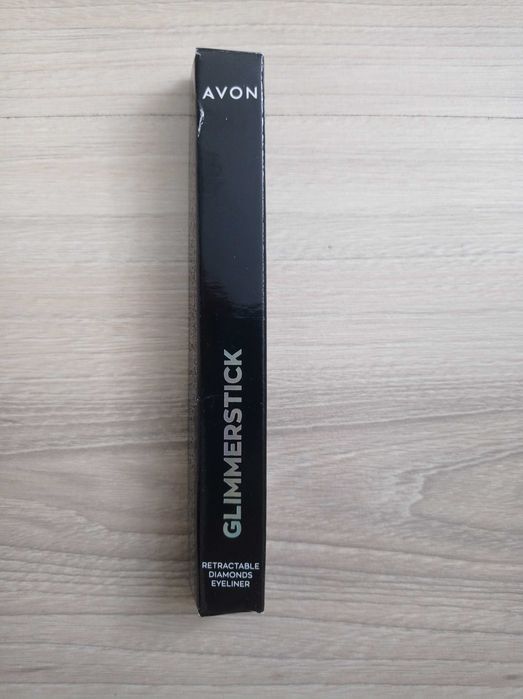 AVON
GLIMMERSTICK
RETRACTABLE
DIAMONDS
EYELINER